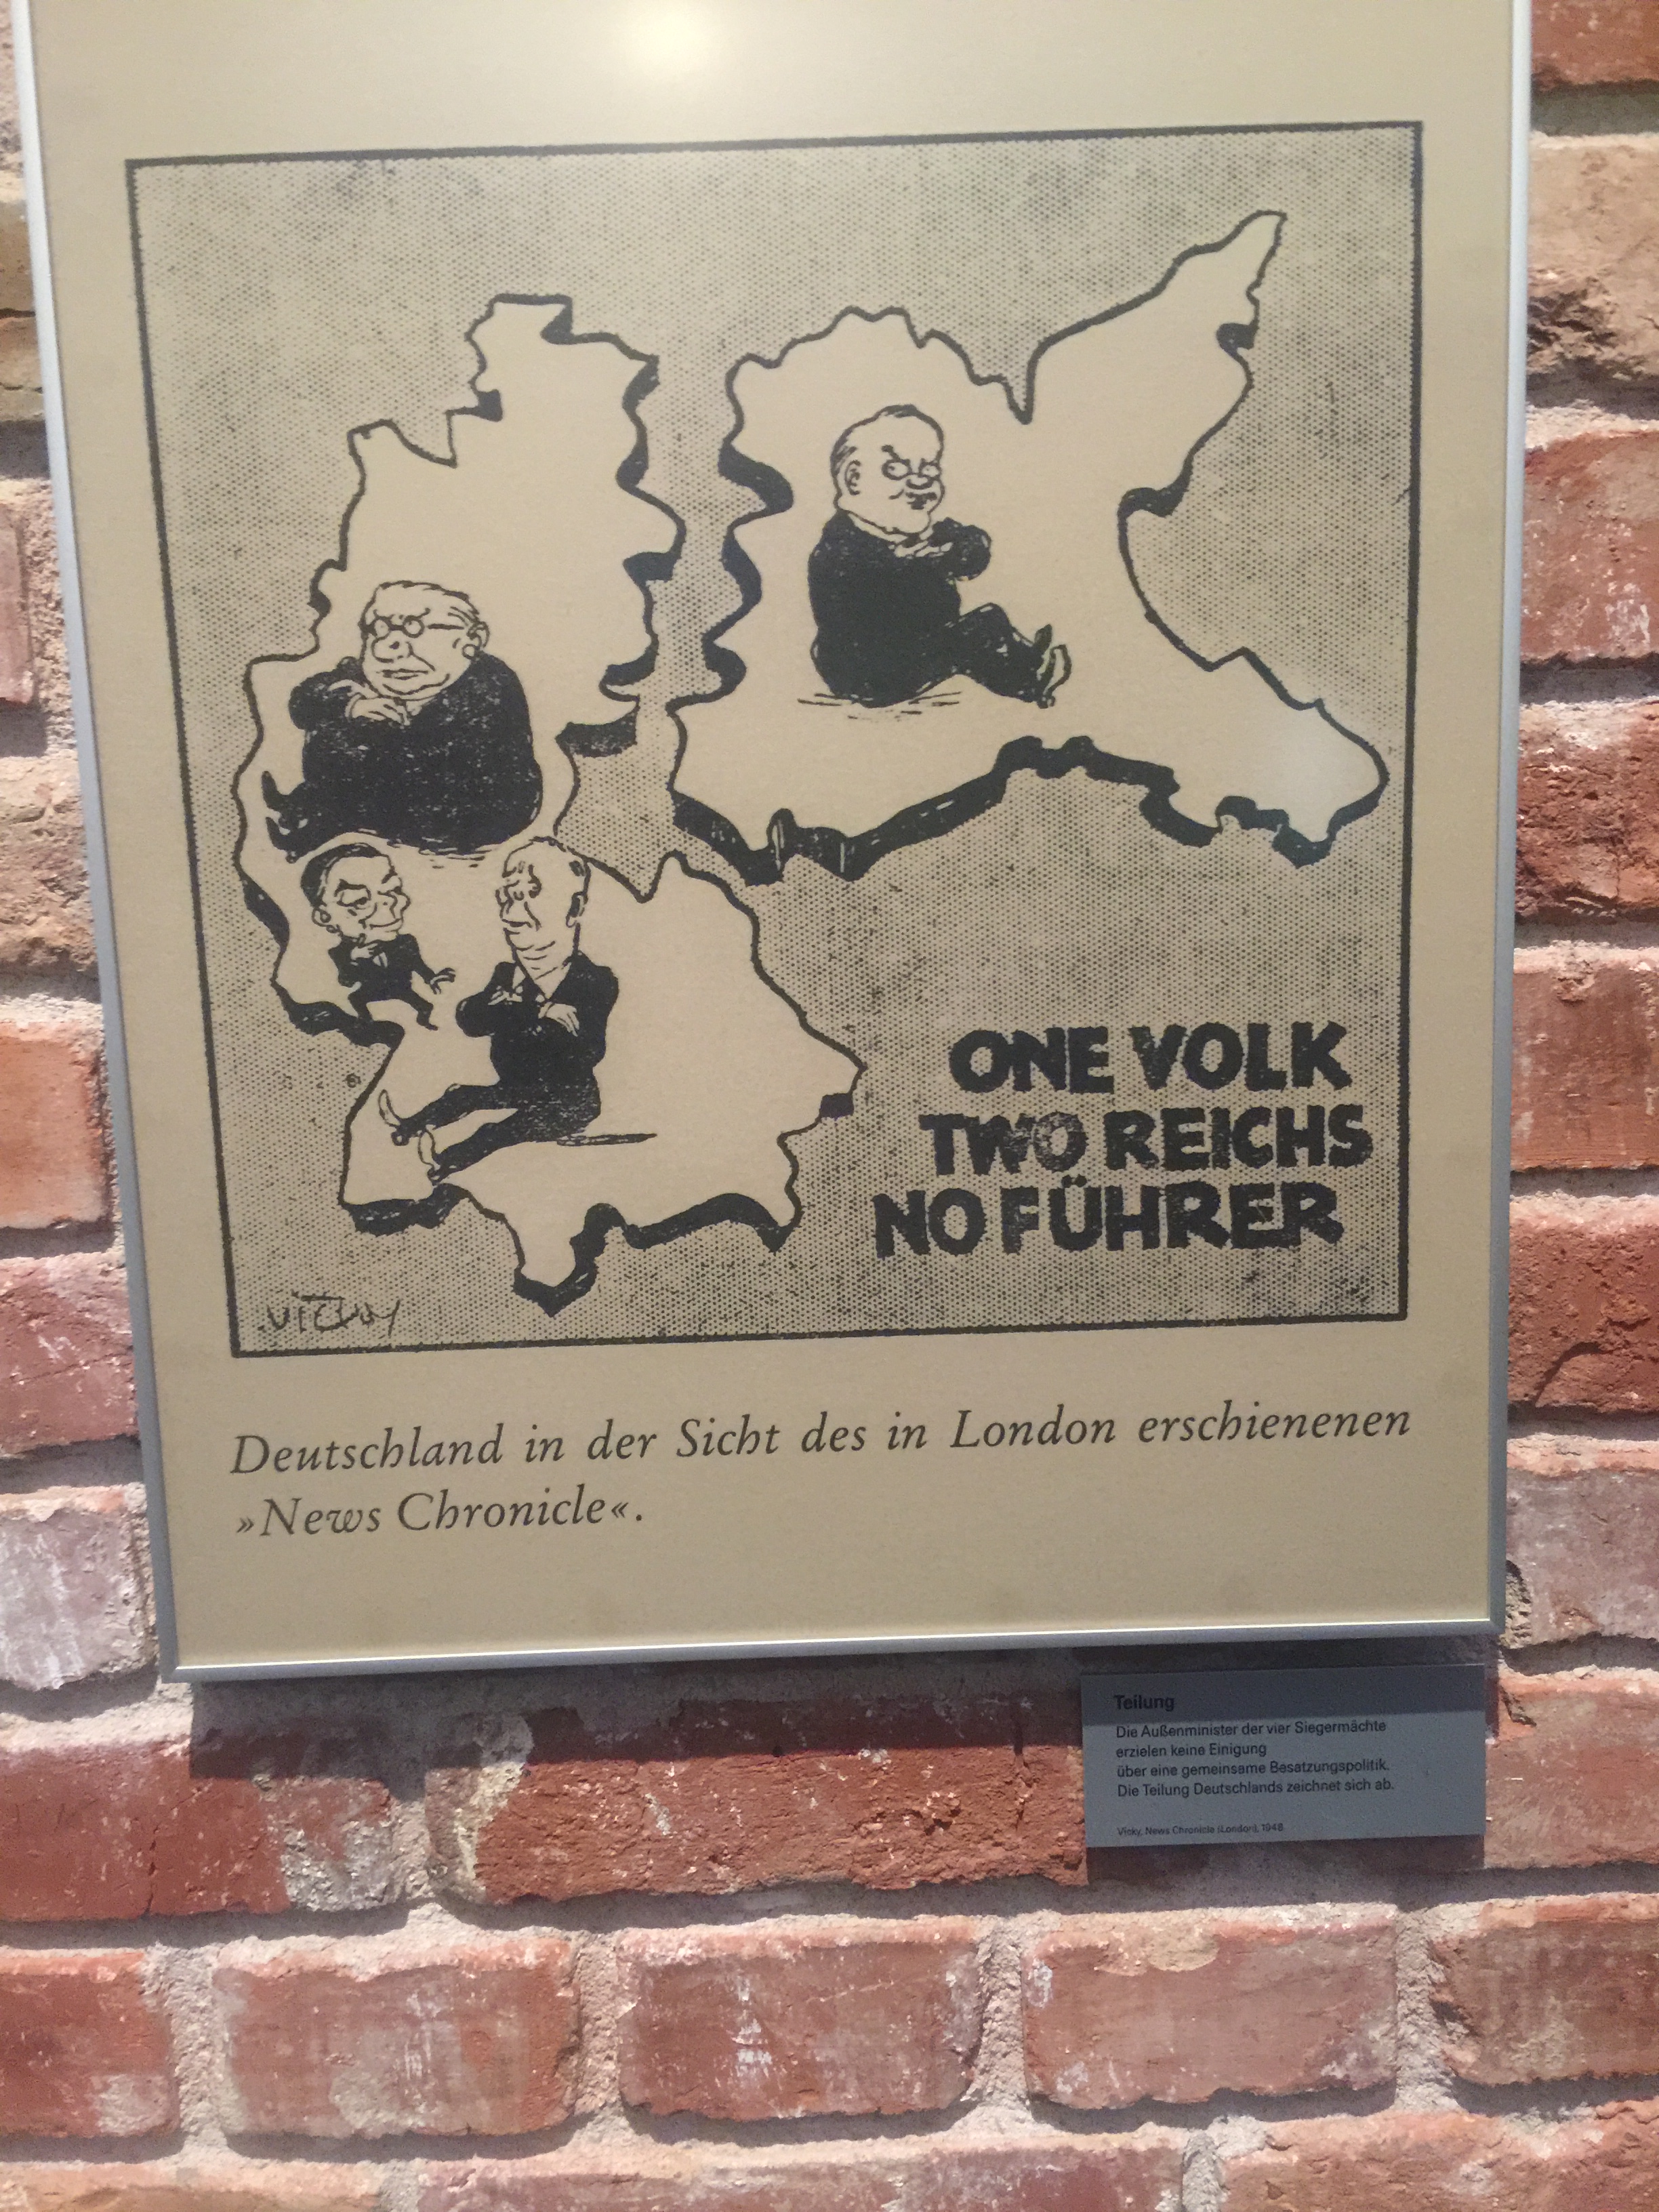 ONE VOLK
TWO REICHS
NO FÜHRER
VICKY
Deutschland in der Sicht des in London erschienenen
»News Chronicle«.
Teilung
Die Außenminister der vier Siegermächte
erzielen keine Einigung
über eine gemeinsame Besatzungspolitik.
Die Teilung Deutschlands zeichnet sich ab.
Vicky, News Chronicle (London), 1948